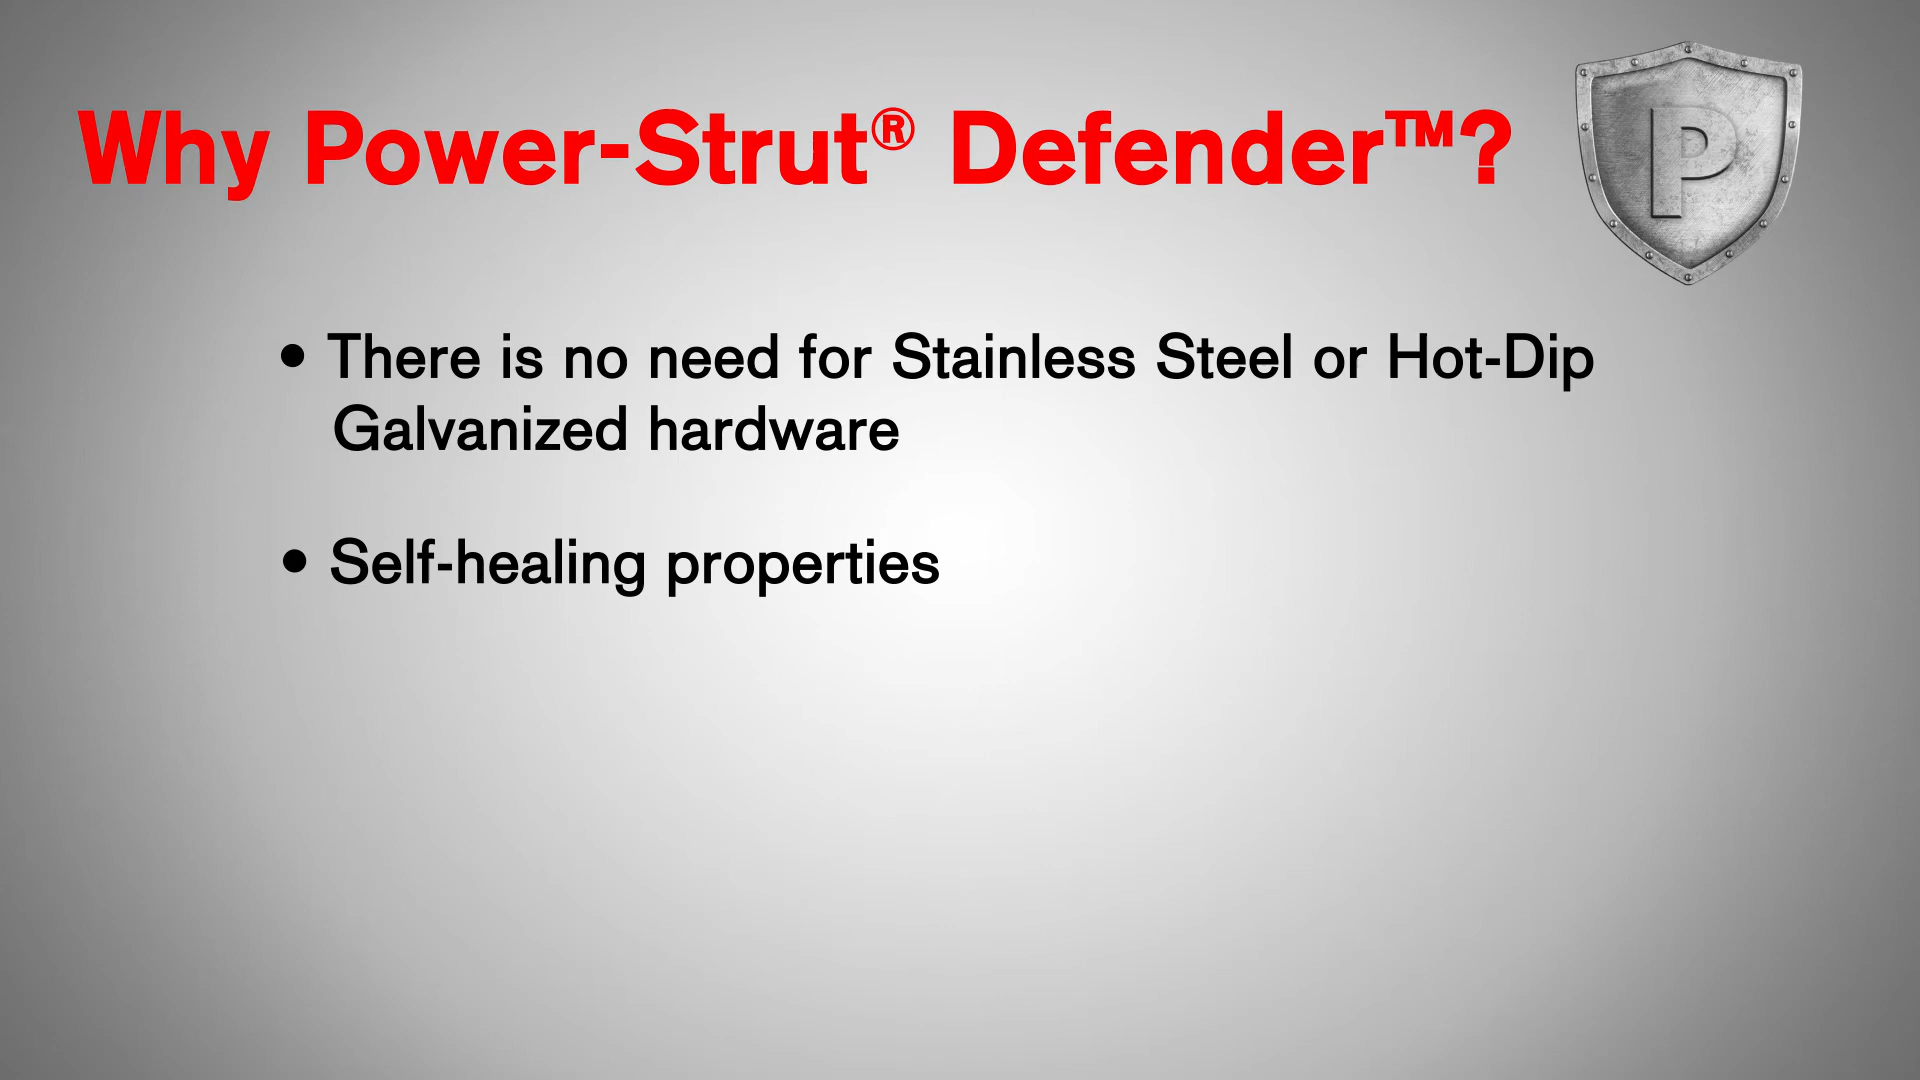 Why Power-Strut® Defender™?
P
• There is no need for Stainless Steel or Hot-Dip
Galvanized hardware
• Self-healing properties